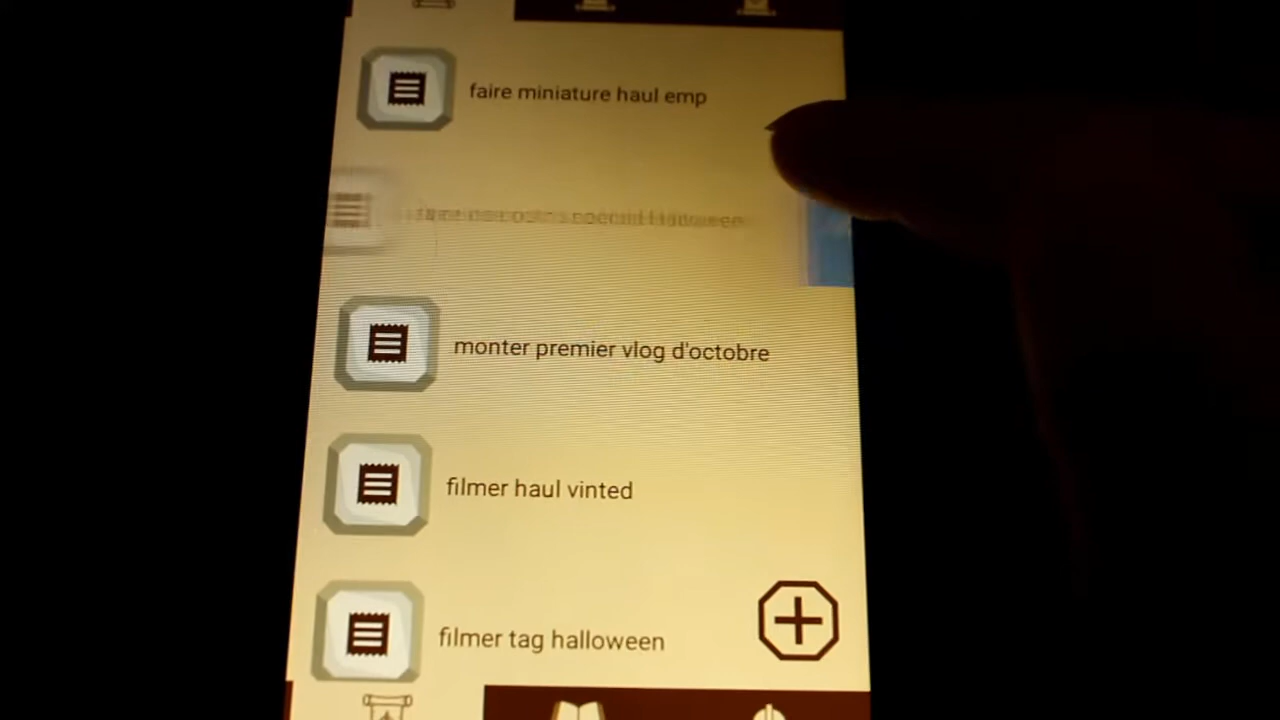 faire miniature haul emp
monter premier vlog d'octobre
filmer haul vinted
filmer tag halloween